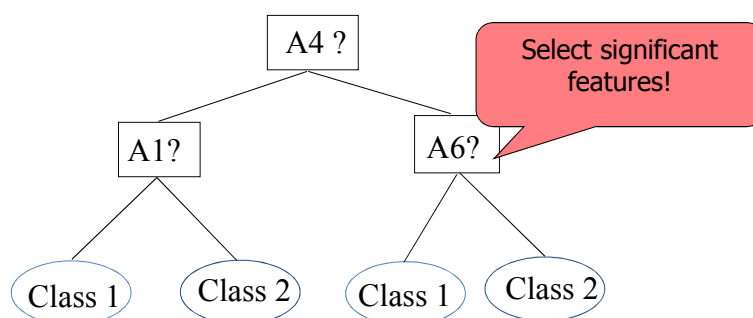 A4 ?
Select significant
features!
A1?
A6?
Class 1
Class 2
Class 1
Class 2